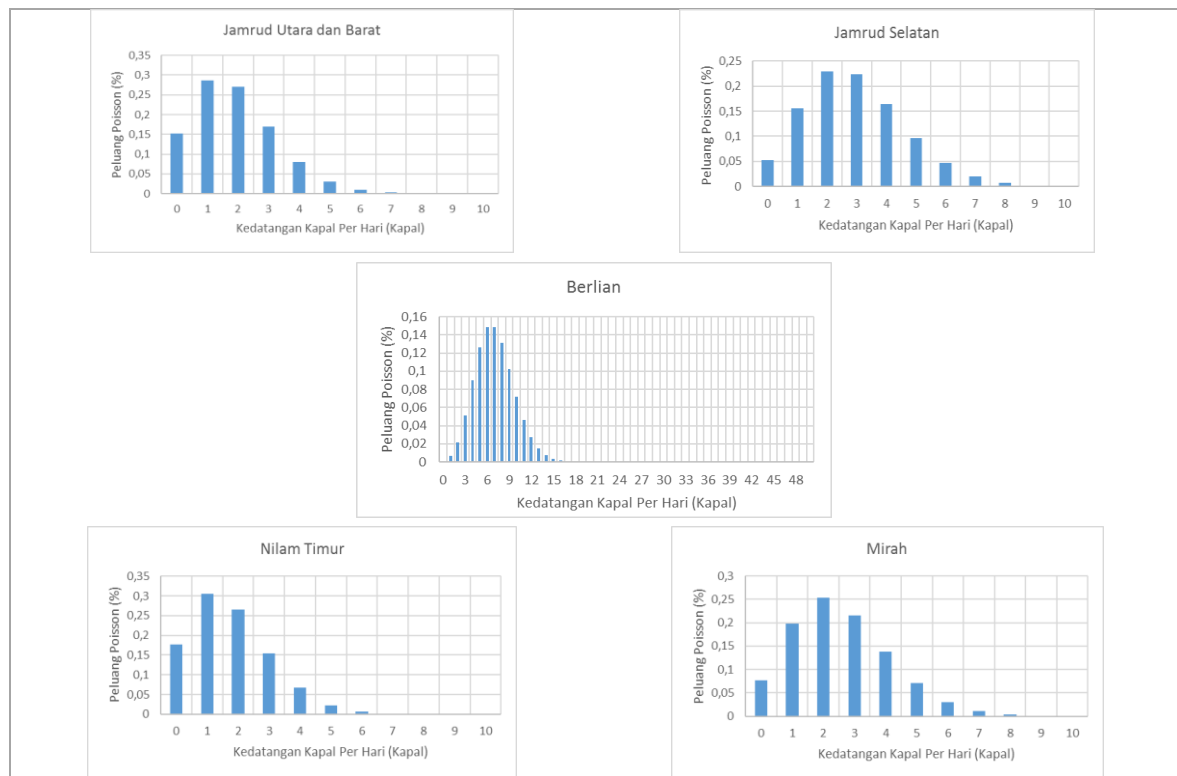 Jamrud Utara dan Barat
Peluang Poisson (%)
0,35
0,3
0,25
0,2
0,15
0,1
0,05
0
0 1 2 3 4 5 6 7 8 9 10
Kedatangan Kapal Per Hari (Kapal)
Jamrud Selatan
Peluang Poisson (%)
0,25
0,2
0,15
0,1
0,05
0
0 1 2 3 4 5 6 7 8 9 10
Kedatangan Kapal Per Hari (Kapal)
Berlian
Peluang Poisson (%)
0,16
0,14
0,12
0,1
0,08
0,06
0,04
0,02
0
0 3 6 9 12 15 18 21 24 27 30 33 36 39 42 45 48
Kedatangan Kapal Per Hari (Kapal)
Nilam Timur
Peluang Poisson (%)
0,35
0,3
0,25
0,2
0,15
0,1
0,05
0
0 1 2 3 4 5 6 7 8 9 10
Kedatangan Kapal Per Hari (Kapal)
Mirah
Peluang Poisson (%)
0,3
0,25
0,2
0,15
0,1
0,05
0
0 1 2 3 4 5 6 7 8 9 10
Kedatangan Kapal Per Hari (Kapal)